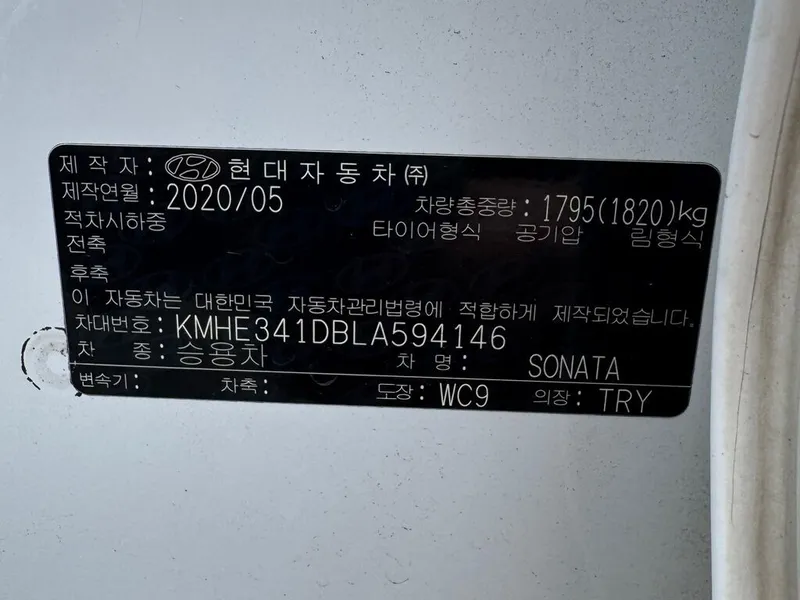 제 작 자 : 현대자동차㈜
제작연월 : 2020/05 차량총중량 : 1795(1820)kg
적차시하중 타이어형식 공기압 림형식
전축
후축
이 자동차는 대한민국 자동차관리법령에 적합하게 제작되었습니다.
차대번호 : KMHE341DBLA594146
차 종 : 승용차 차 명 : SONATA
변속기 : 차축 : 도장 : WC9 의장 : TRY